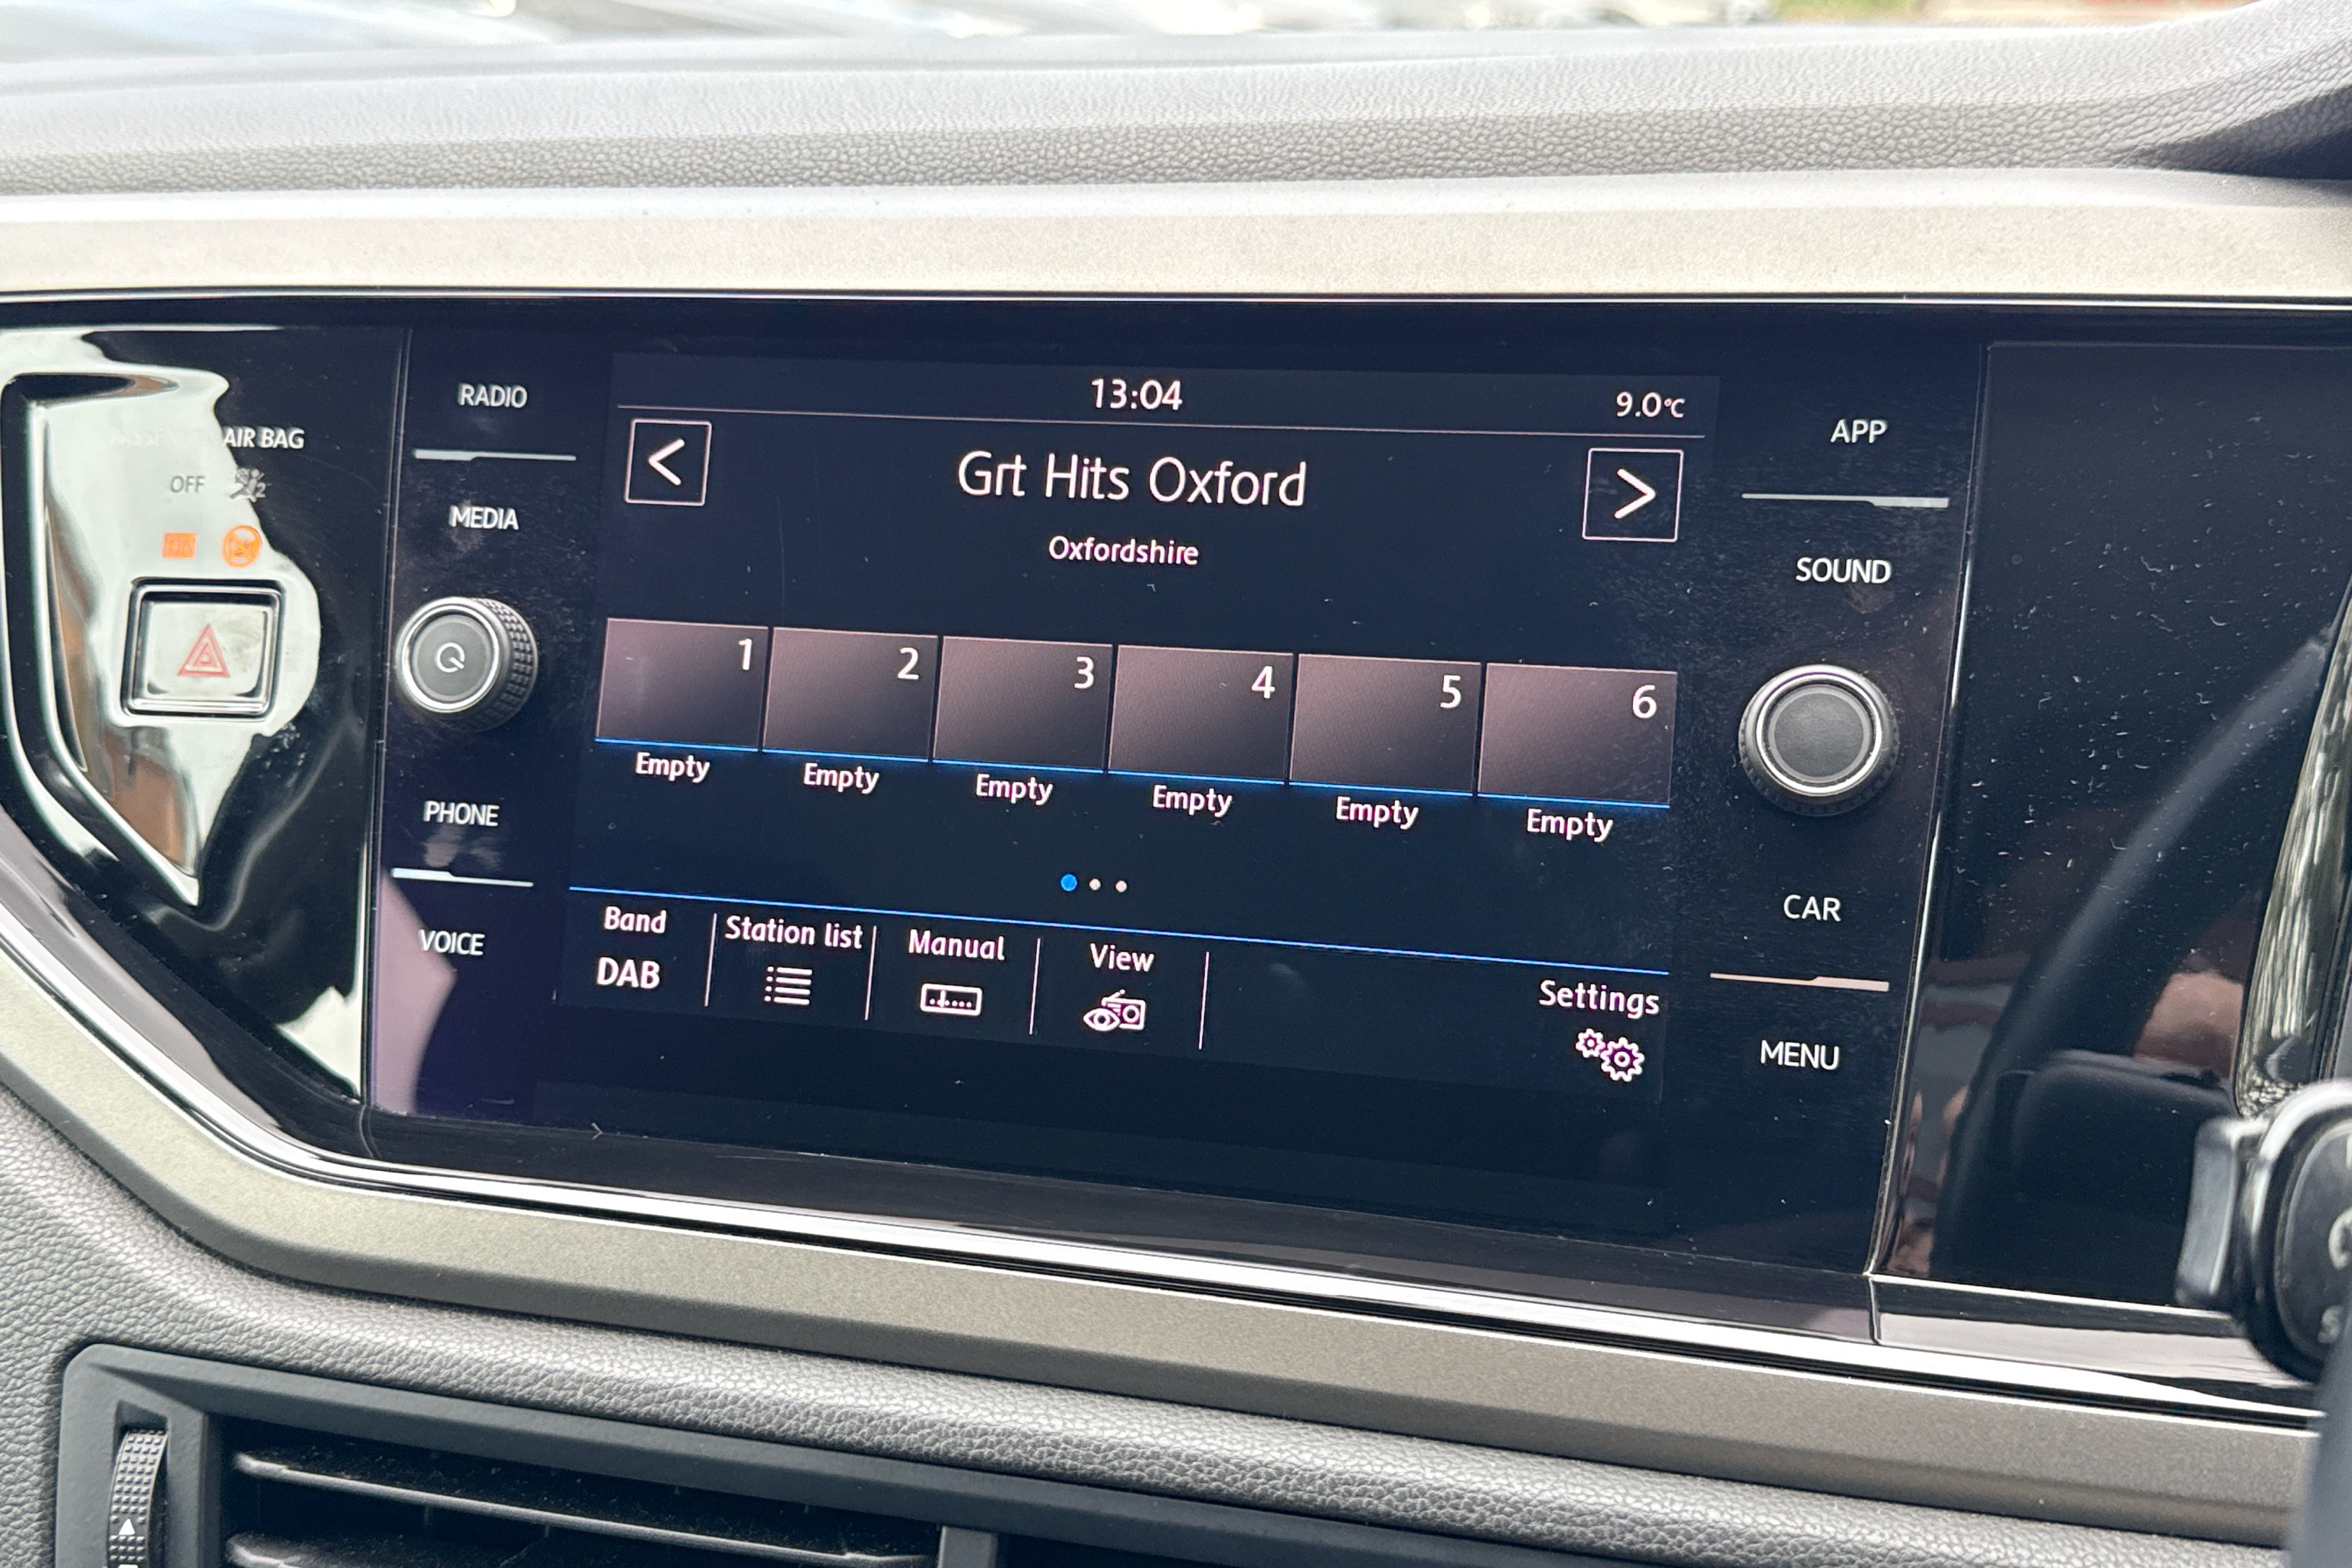 13:04
9.0°C
<
Grt Hits Oxford
>
Oxfordshire
1
2
3
4
5
6
Empty
Empty
Empty
Empty
Empty
Empty
Band
DAB
Station list
Manual
View
Settings
RADIO
MEDIA
PHONE
VOICE
APP
SOUND
CAR
MENU
AIR BAG
OFF
ON